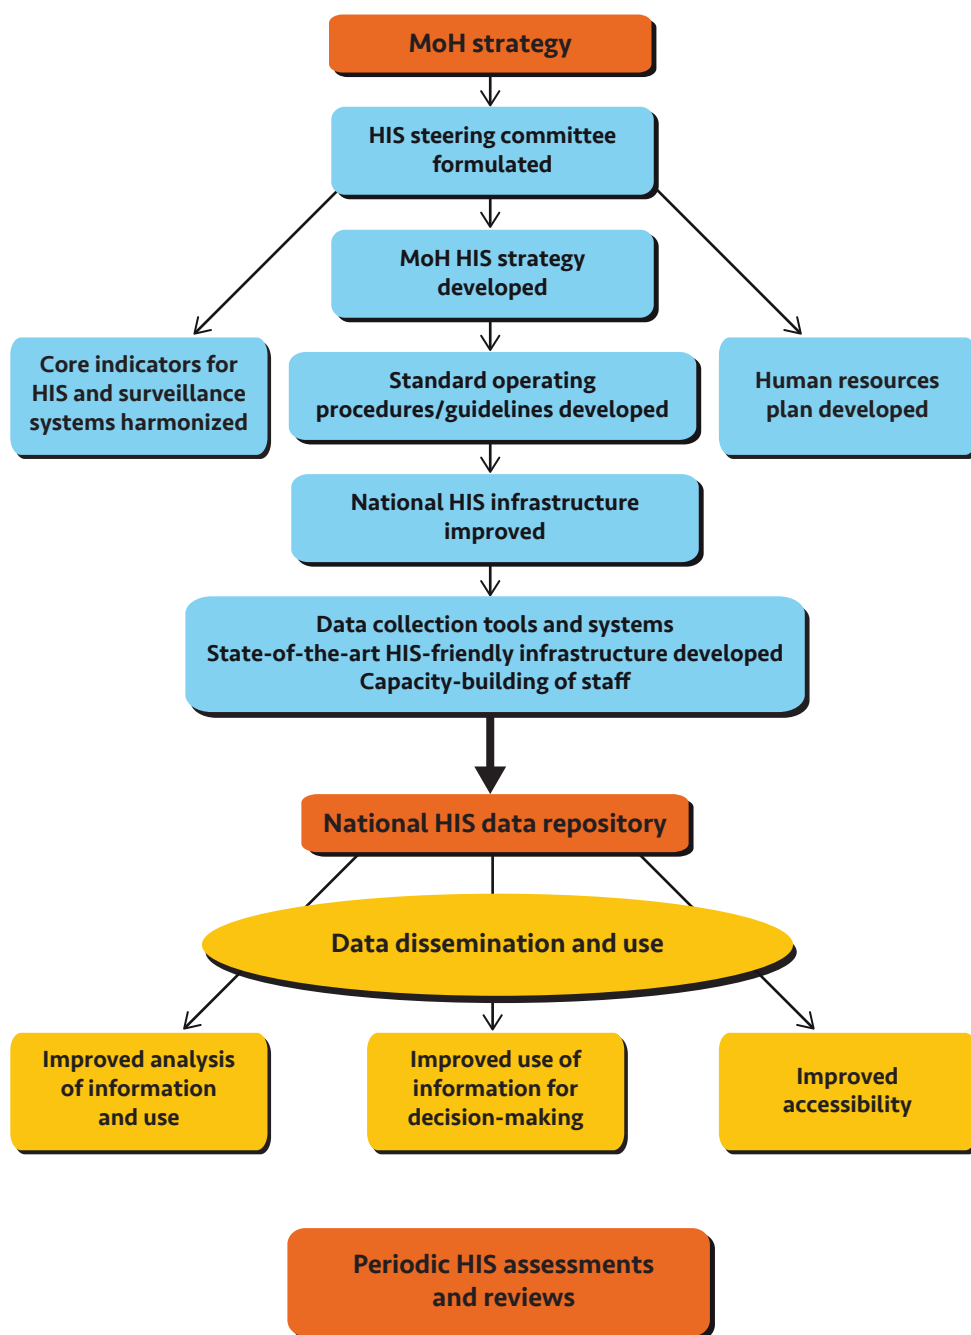 MoH strategy
HIS steering committee
formulated
MoH HIS strategy
developed
Core indicators for
HIS and surveillance
systems harmonized
Standard operating
procedures/guidelines developed
Human resources
plan developed
National HIS infrastructure
improved
Data collection tools and systems
State-of-the-art HIS-friendly infrastructure developed
Capacity-building of staff
National HIS data repository
Data dissemination and use
Improved analysis
of information
and use
Improved use of
information for
decision-making
Improved
accessibility
Periodic HIS assessments
and reviews